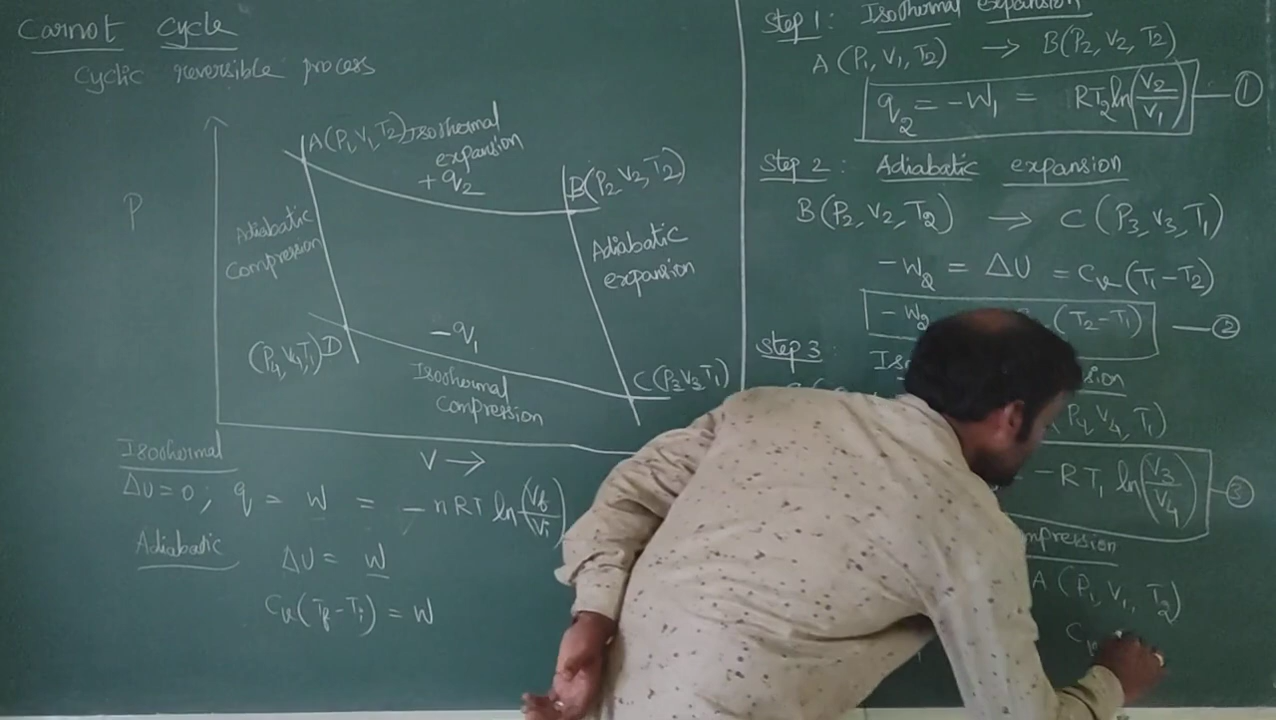 Carnot Cycle
Cyclic reversible process
P
A(P1, V1, T2) Isothermal
expansion
+q2
B(P2 V2, T2)
Adiabatic
Compression
Adiabatic
expansion
-q1
(P4, V4, T1) D
Isothermal
Compression
C(P3 V3 T1)
V →
Isothermal
ΔU = 0 ; q = W = - nRT ln(Vf/Vi)
Adiabatic
ΔU = W
Cv(Tf - Ti) = W
Step 1 : Isothermal expansion
A (P1, V1, T2) → B(P2, V2, T2)
q2 = -W1 = RT2 ln(V2/V1) — ①
Step 2 : Adiabatic expansion
B(P2, V2, T2) → C (P3, V3, T1)
-W2 = ΔU = Cv(T1-T2)
-W2 (T2-T1) — ②
Step 3 :
P4, V4, T1)
-RT1 ln(V3/V4) — ③
A (P1, V1, T2)